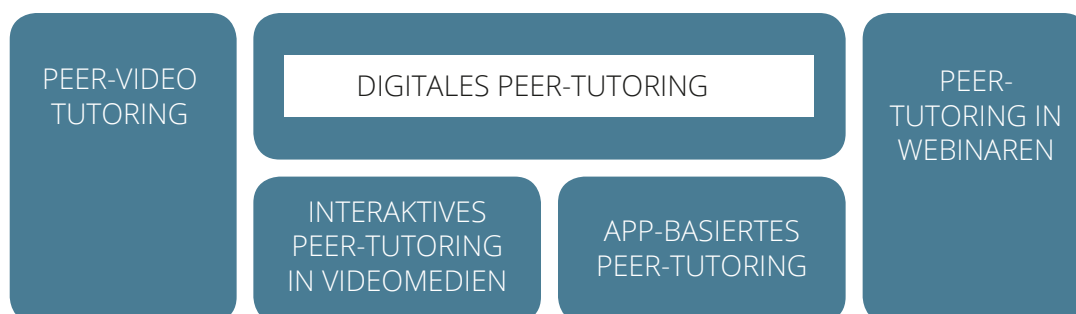 PEER-VIDEO
TUTORING
DIGITALES PEER-TUTORING
INTERAKTIVES
PEER-TUTORING
IN VIDEOMEDIEN
APP-BASIERTES
PEER-TUTORING
PEER-
TUTORING IN
WEBINAREN